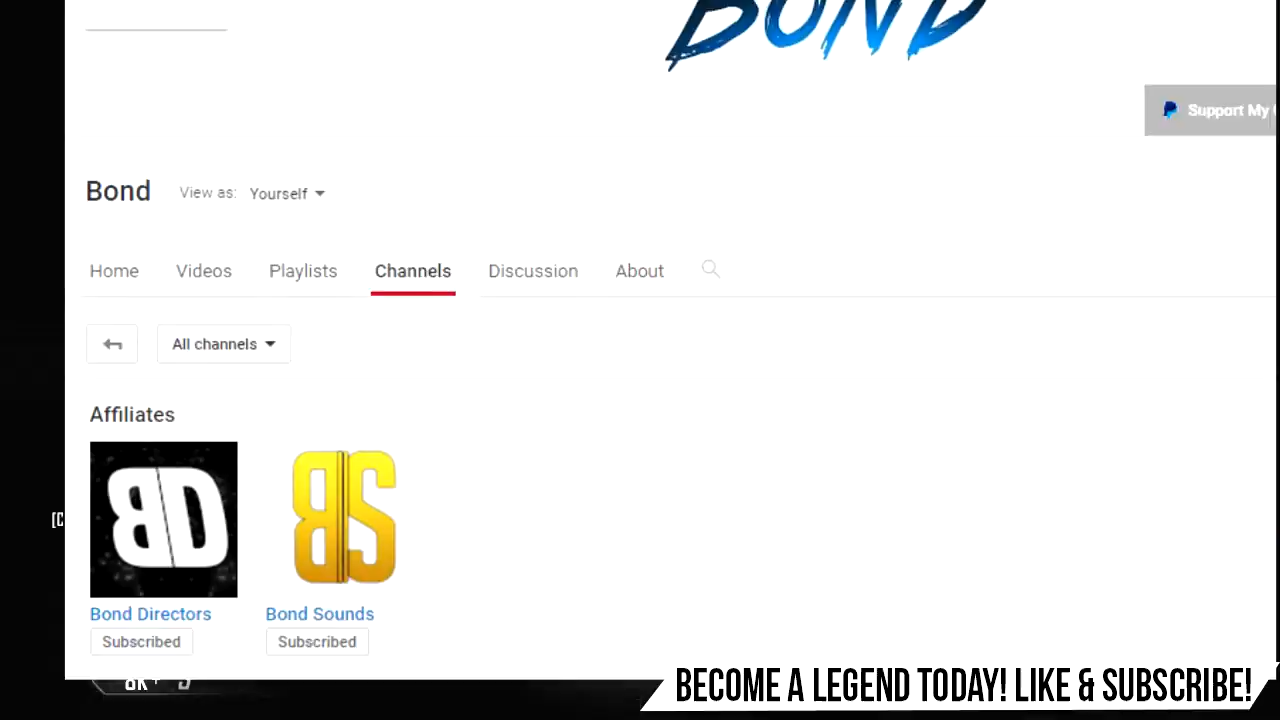 BOND
Support My
Bond View as: Yourself
Home Videos Playlists Channels Discussion About
All channels
Affiliates
BD BS
[C
Bond Directors Bond Sounds
Subscribed Subscribed
BECOME A LEGEND TODAY! LIKE & SUBSCRIBE!